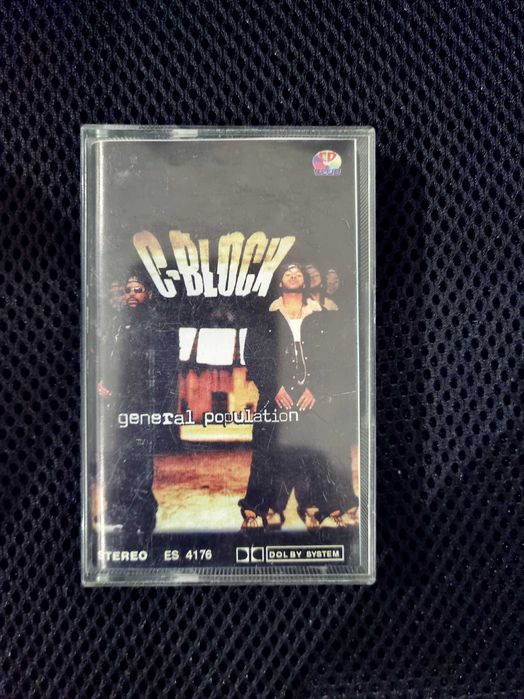 C-BLOCK
general population
STEREO ES 4176 DOLBY SYSTEM